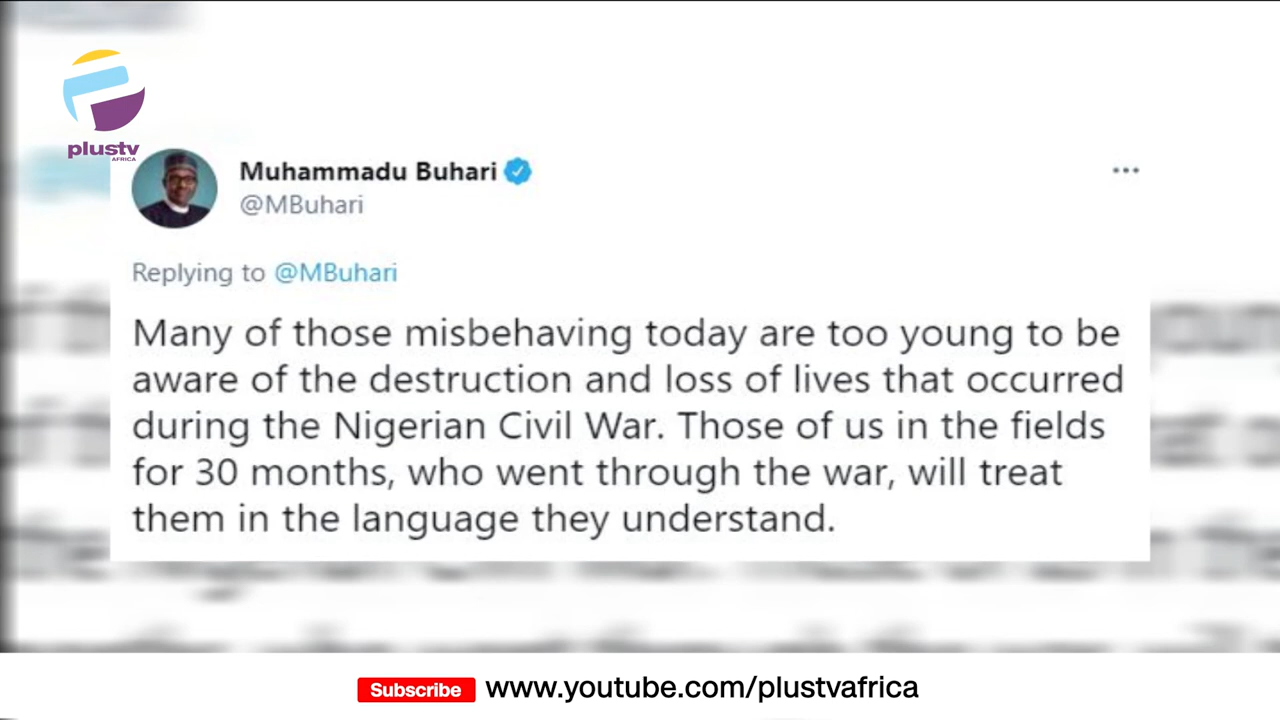 plustv
AFRICA
Muhammadu Buhari
@MBuhari
Replying to @MBuhari
Many of those misbehaving today are too young to be
aware of the destruction and loss of lives that occurred
during the Nigerian Civil War. Those of us in the fields
for 30 months, who went through the war, will treat
them in the language they understand.
Subscribe www.youtube.com/plustvafrica